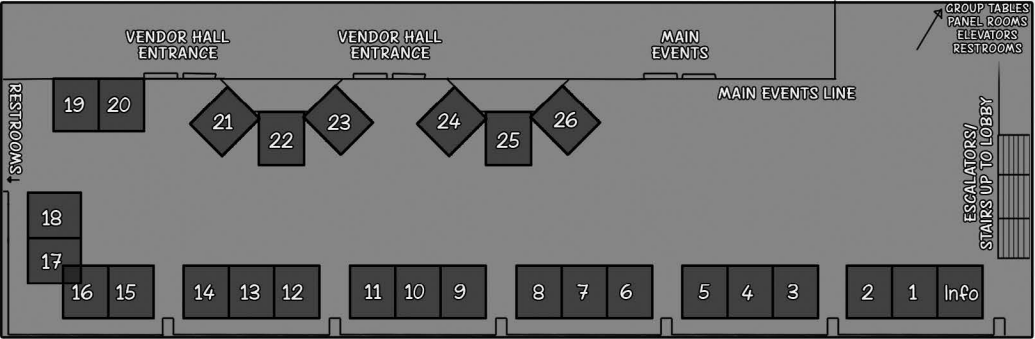 GROUP TABLES
PANEL ROOMS
ELEVATORS
RESTROOMS
VENDOR HALL
ENTRANCE
VENDOR HALL
ENTRANCE
MAIN
EVENTS
MAIN EVENTS LINE
RESTROOMS
19
20
21
22
23
24
25
26
ESCALATORS/
STAIRS UP TO LOBBY
18
17
16
15
14
13
12
11
10
9
8
7
6
5
4
3
2
1
Info